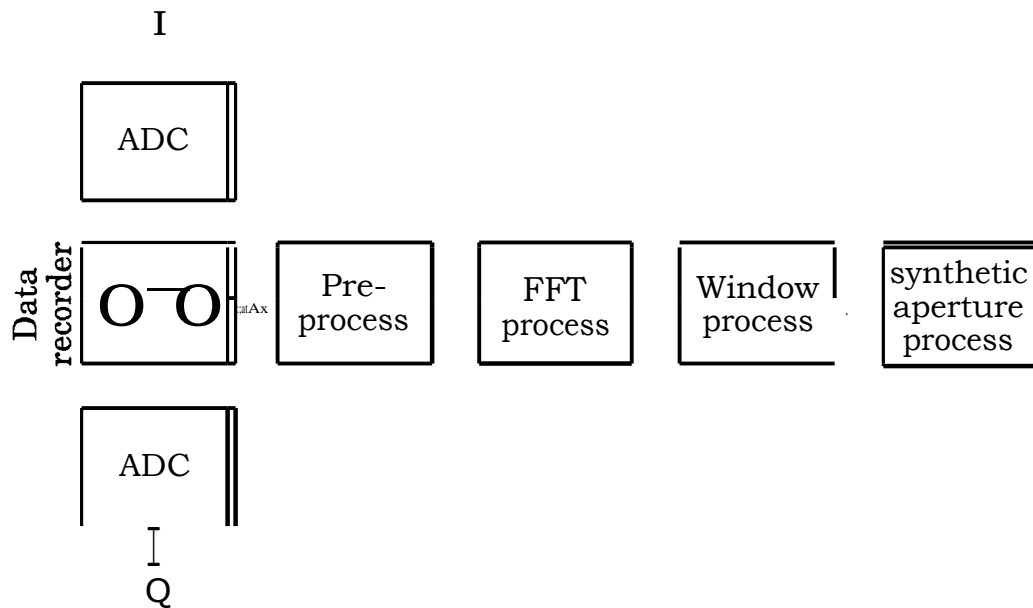 I
ADC
Data
recorder
Pre-
process
FFT
process
Window
process
synthetic
aperture
process
ADC
Q